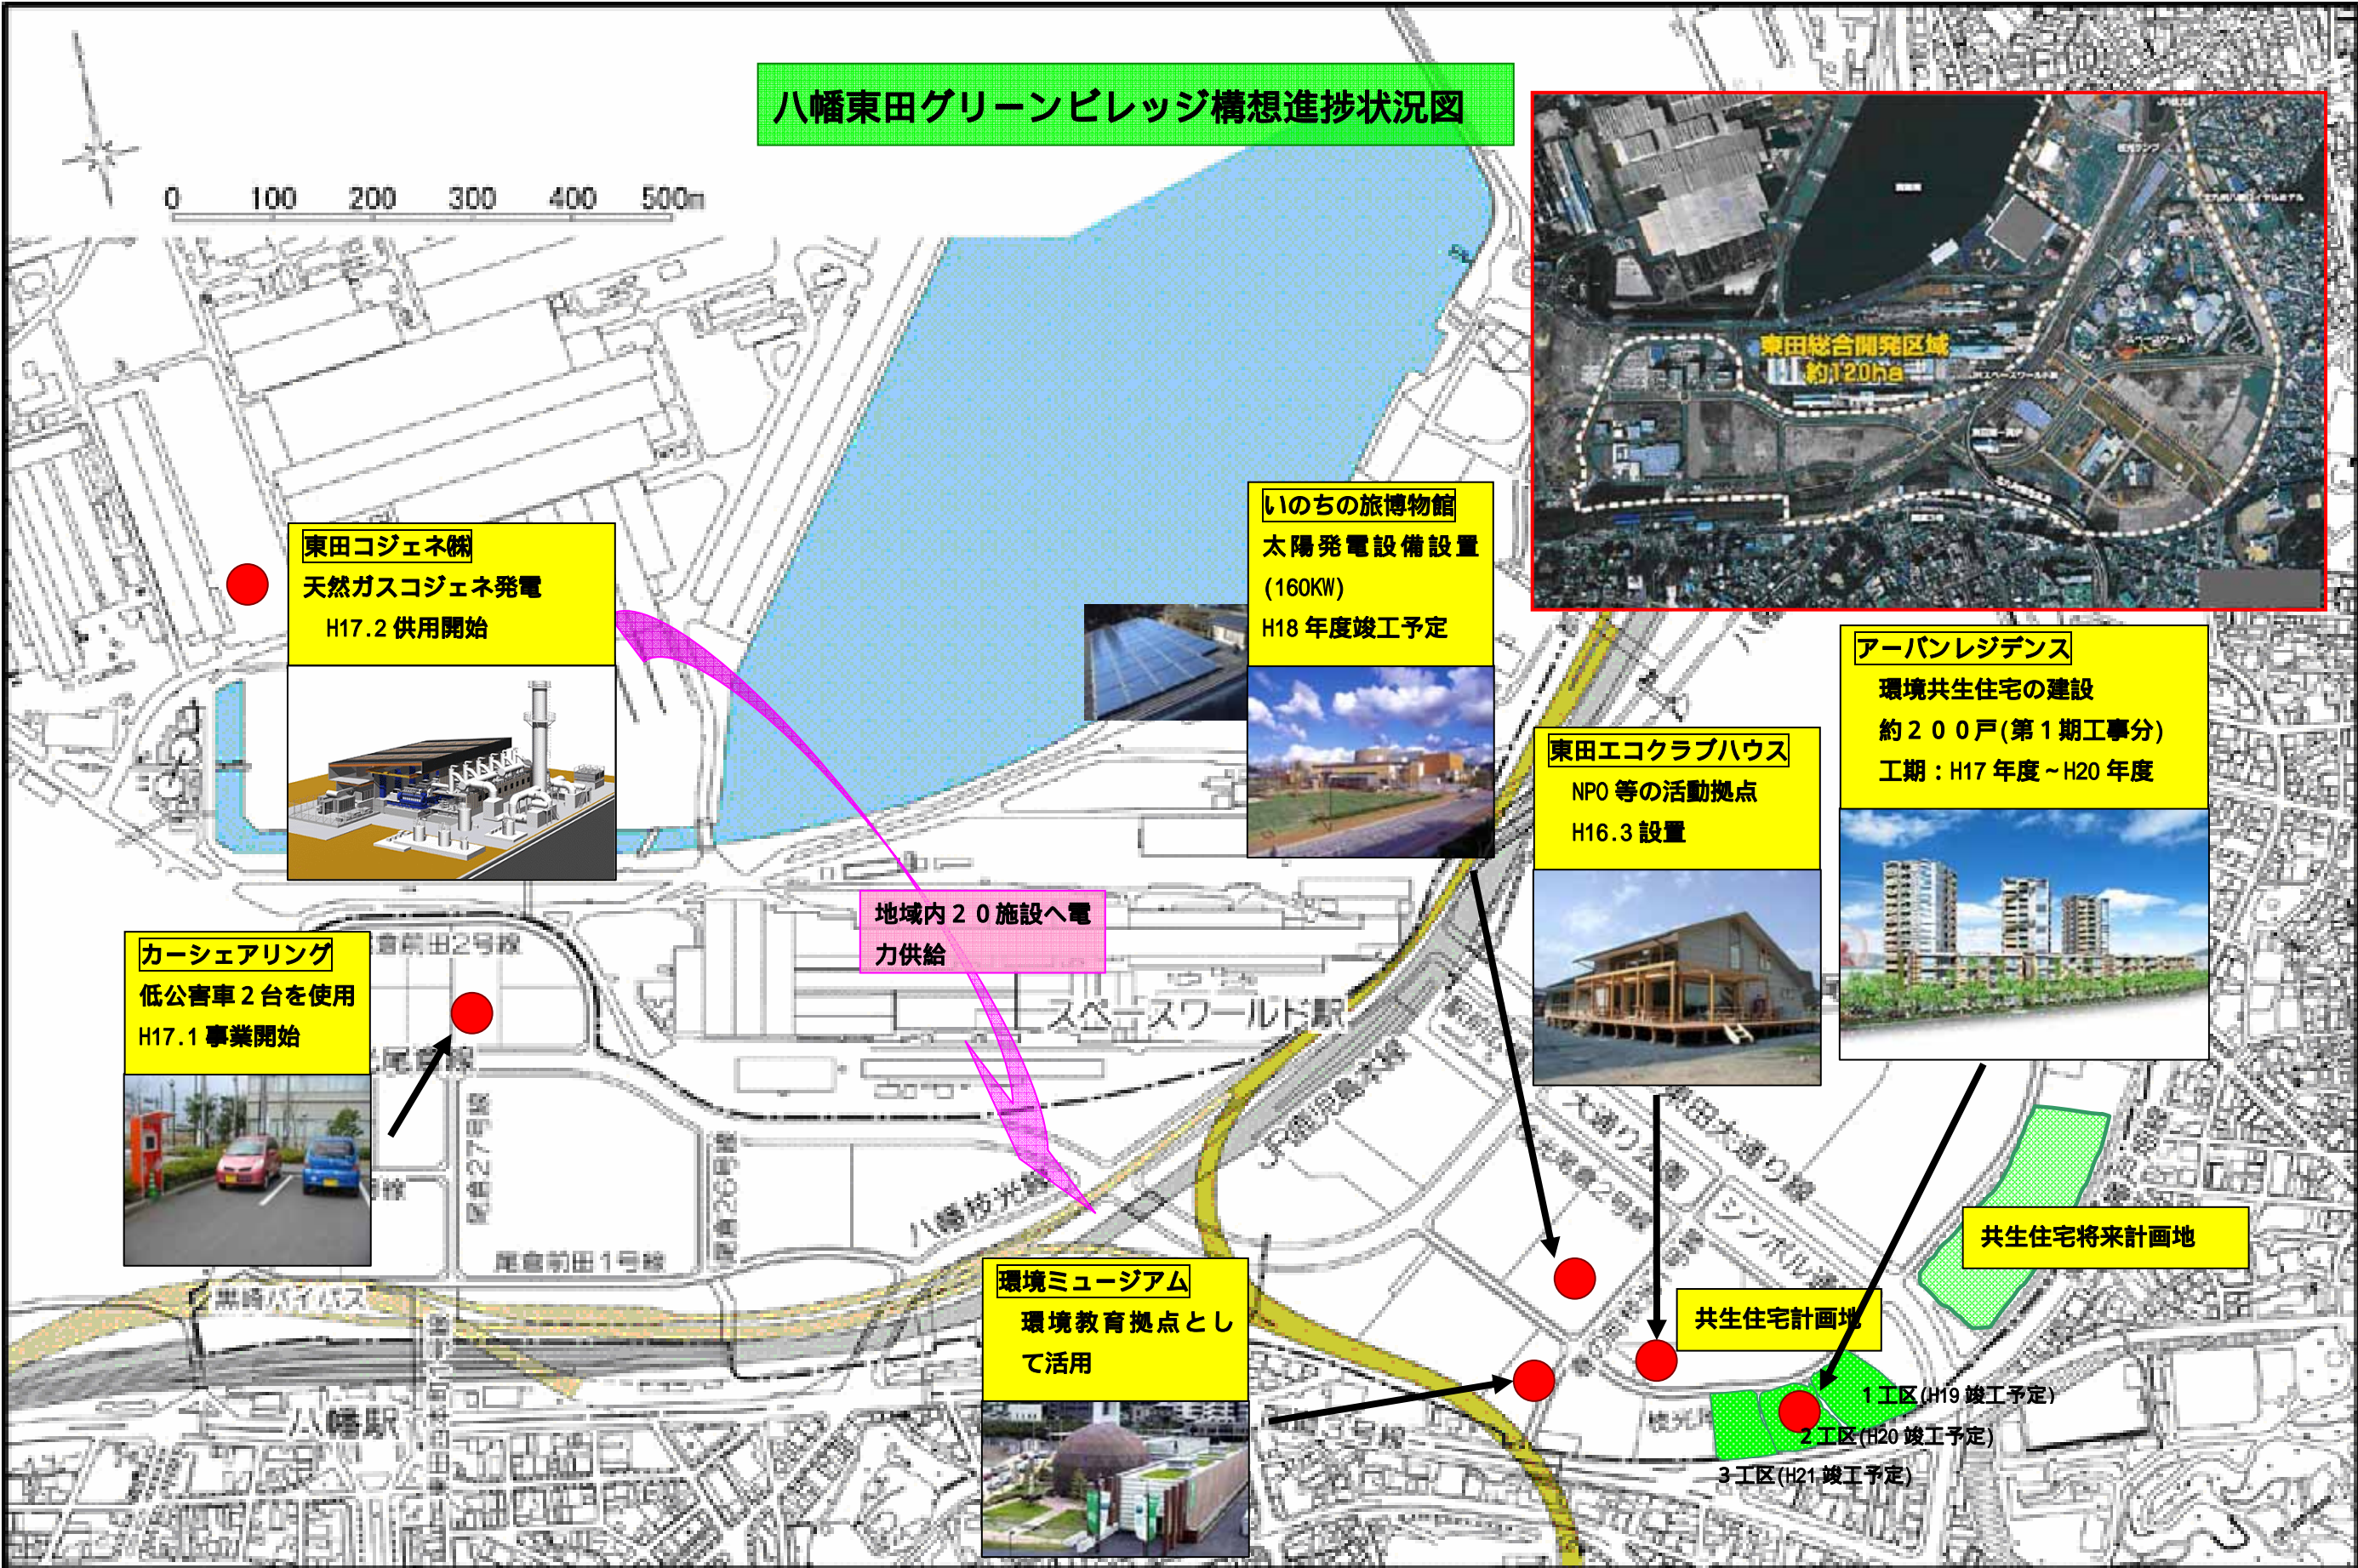 八幡東田グリーンビレッジ構想進捗状況図
0 100 200 300 400 500m
東田総合開発区域
約120ha
いのちの旅博物館
太陽発電設備設置
(160KW)
H18 年度竣工予定
東田コジェネ㈱
天然ガスコジェネ発電
H17.2 供用開始
アーバンレジデンス
環境共生住宅の建設
約２００戸(第１期工事分)
工期：H17 年度～H20 年度
東田エコクラブハウス
NPO 等の活動拠点
H16.3 設置
地域内２０施設へ電
力供給
カーシェアリング
低公害車２台を使用
H17.1 事業開始
倉前田2号線
スペースワールド駅
JR鹿児島本線
東田大通り線
大通り公園
尾倉27号線
尾倉26号線
八幡枝光線
尾倉前田1号線
黒崎バイパス
八幡駅
共生住宅将来計画地
共生住宅計画地
環境ミュージアム
環境教育拠点とし
て活用
１工区(H19 竣工予定)
２工区(H20 竣工予定)
３工区(H21 竣工予定)